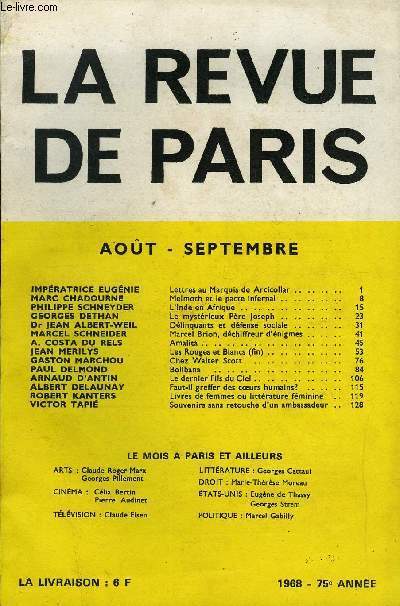 Le-livre.com
LA REVUE
DE PARIS
AOÛT - SEPTEMBRE
IMPÉRATRICE EUGÉNIE Lettres au Marquis de Arcicollar . . . . . . . . 1
MARC CHADOURNE Melmoth et le pacte infernal . . . . . . . . 8
PHILIPPE SCHNEYDER L'Inde en Afrique . . . . . . . . 15
GEORGES DETHAN Le mystérieux Père Joseph . . . . . . . . 23
Dr JEAN ALBERT-WEIL Délinquants et défense sociale . . . . . . . . 31
MARCEL SCHNEIDER Marcel Brion, déchiffreur d'énigmes . . . . 41
A. COSTA DU RELS Amalita . . . . . . . . 45
JEAN MERILYS Les Rouges et Blancs (fin) . . . . . . . . 53
GASTON MARCHOU Chez Walter Scott . . . . . . . . 76
PAUL DELMOND Bolibana . . . . . . . . 84
ARNAUD D'ANTIN Le dernier Fils du Ciel . . . . . . . . 106
ALBERT DELAUNAY Faut-il greffer des cœurs humains? . . . . 115
ROBERT KANTERS Livres de femmes ou littérature féminine . . 119
VICTOR TAPIÉ Souvenirs sans retouche d'un ambassadeur . . 128
LE MOIS A PARIS ET AILLEURS
ARTS : Claude Roger-Marx
Georges Pillement
CINÉMA : Célia Bertin
Pierre Audinet
TÉLÉVISION : Claude Elsen
LITTÉRATURE : Georges Cattaui
DROIT : Marie-Thérèse Moreau
ÉTATS-UNIS : Eugène de Thassy
Georges Strem
POLITIQUE : Marcel Gabilly
LA LIVRAISON : 6 F
1968 - 75e ANNÉE